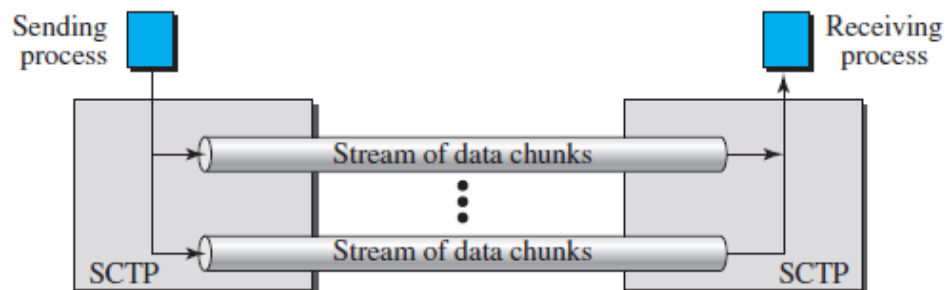 Sending
process
Receiving
process
Stream of data chunks
Stream of data chunks
SCTP
SCTP